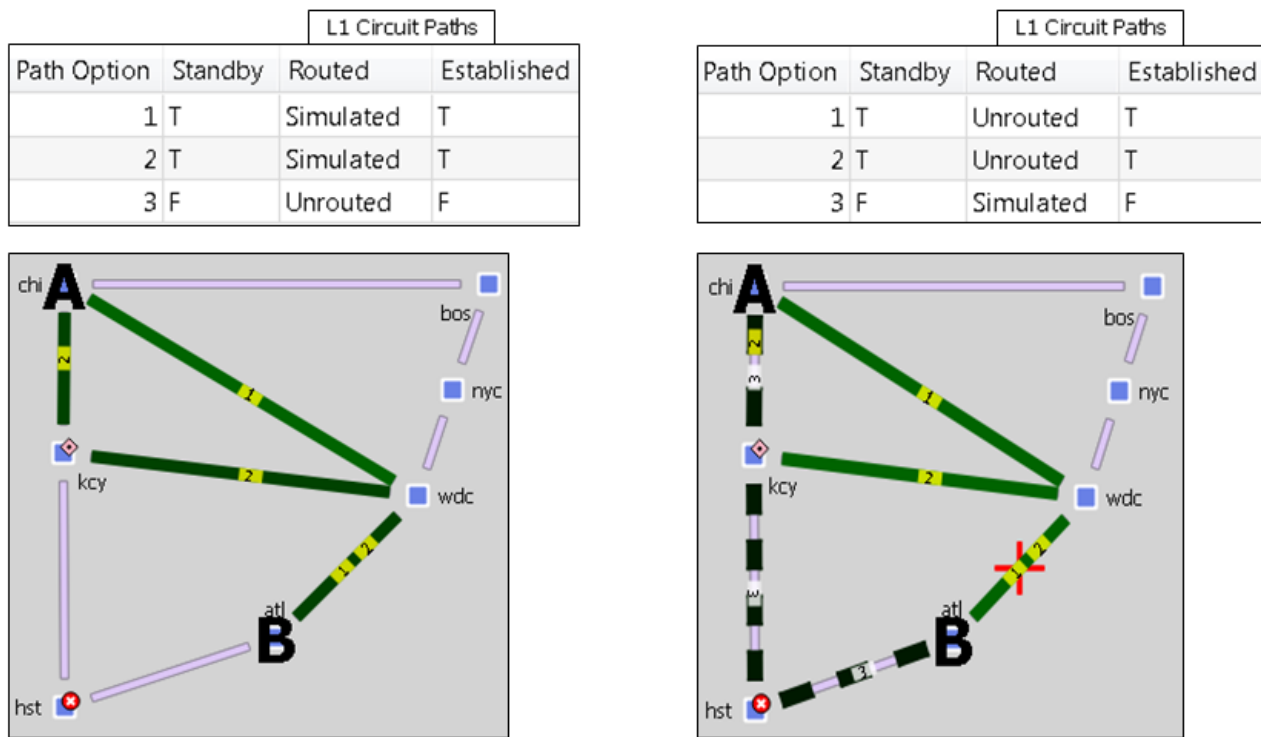 L1 Circuit Paths
Path Option Standby Routed Established
1 T Simulated T
2 T Simulated T
3 F Unrouted F
chi A
bos
2
1
nyc
kcy
2
wdc
2
1
atl
B
hst
L1 Circuit Paths
Path Option Standby Routed Established
1 T Unrouted T
2 T Unrouted T
3 F Simulated F
chi A
bos
2
3
1
nyc
kcy
2
wdc
2
1
3
atl
B
3
hst